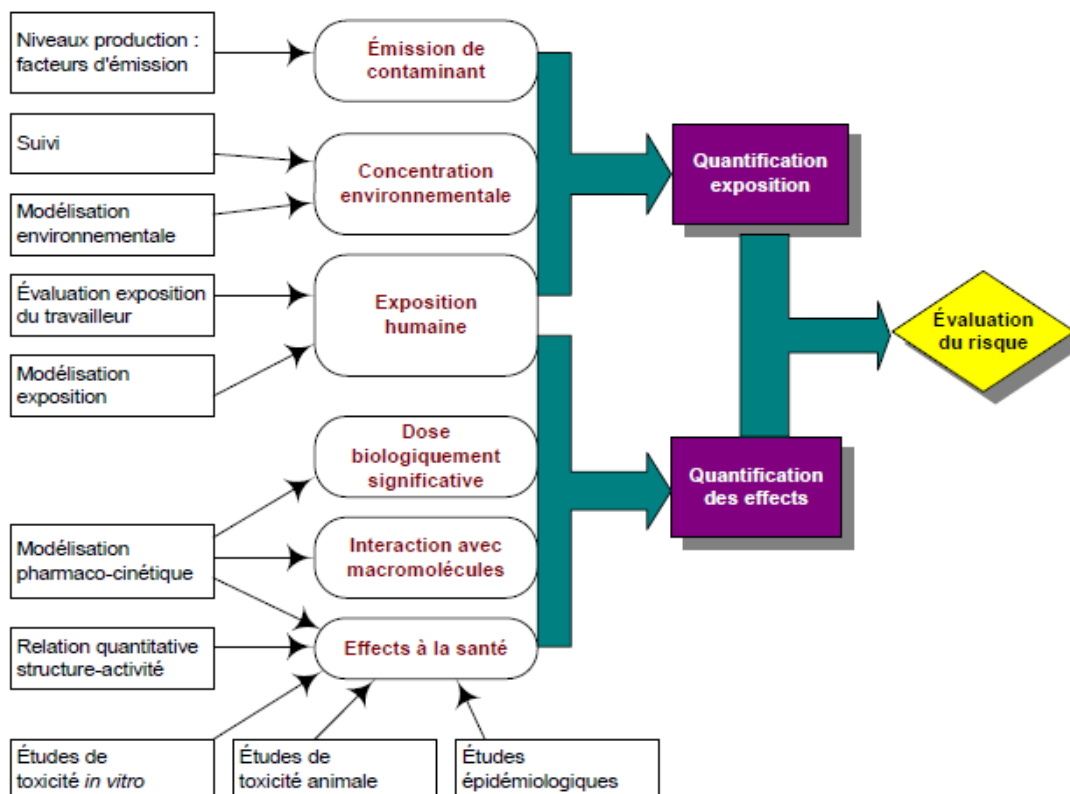 Niveaux production :
facteurs d'émission
Émission de
contaminant
Suivi
Concentration
environnementale
Modélisation
environnementale
Évaluation exposition
du travailleur
Exposition
humaine
Modélisation
exposition
Dose
biologiquement
significative
Modélisation
pharmaco-cinétique
Interaction avec
macromolécules
Relation quantitative
structure-activité
Effects à la santé
Études de
toxicité in vitro
Études de
toxicité animale
Études
épidémiologiques
Quantification
exposition
Quantification
des effects
Évaluation
du risque